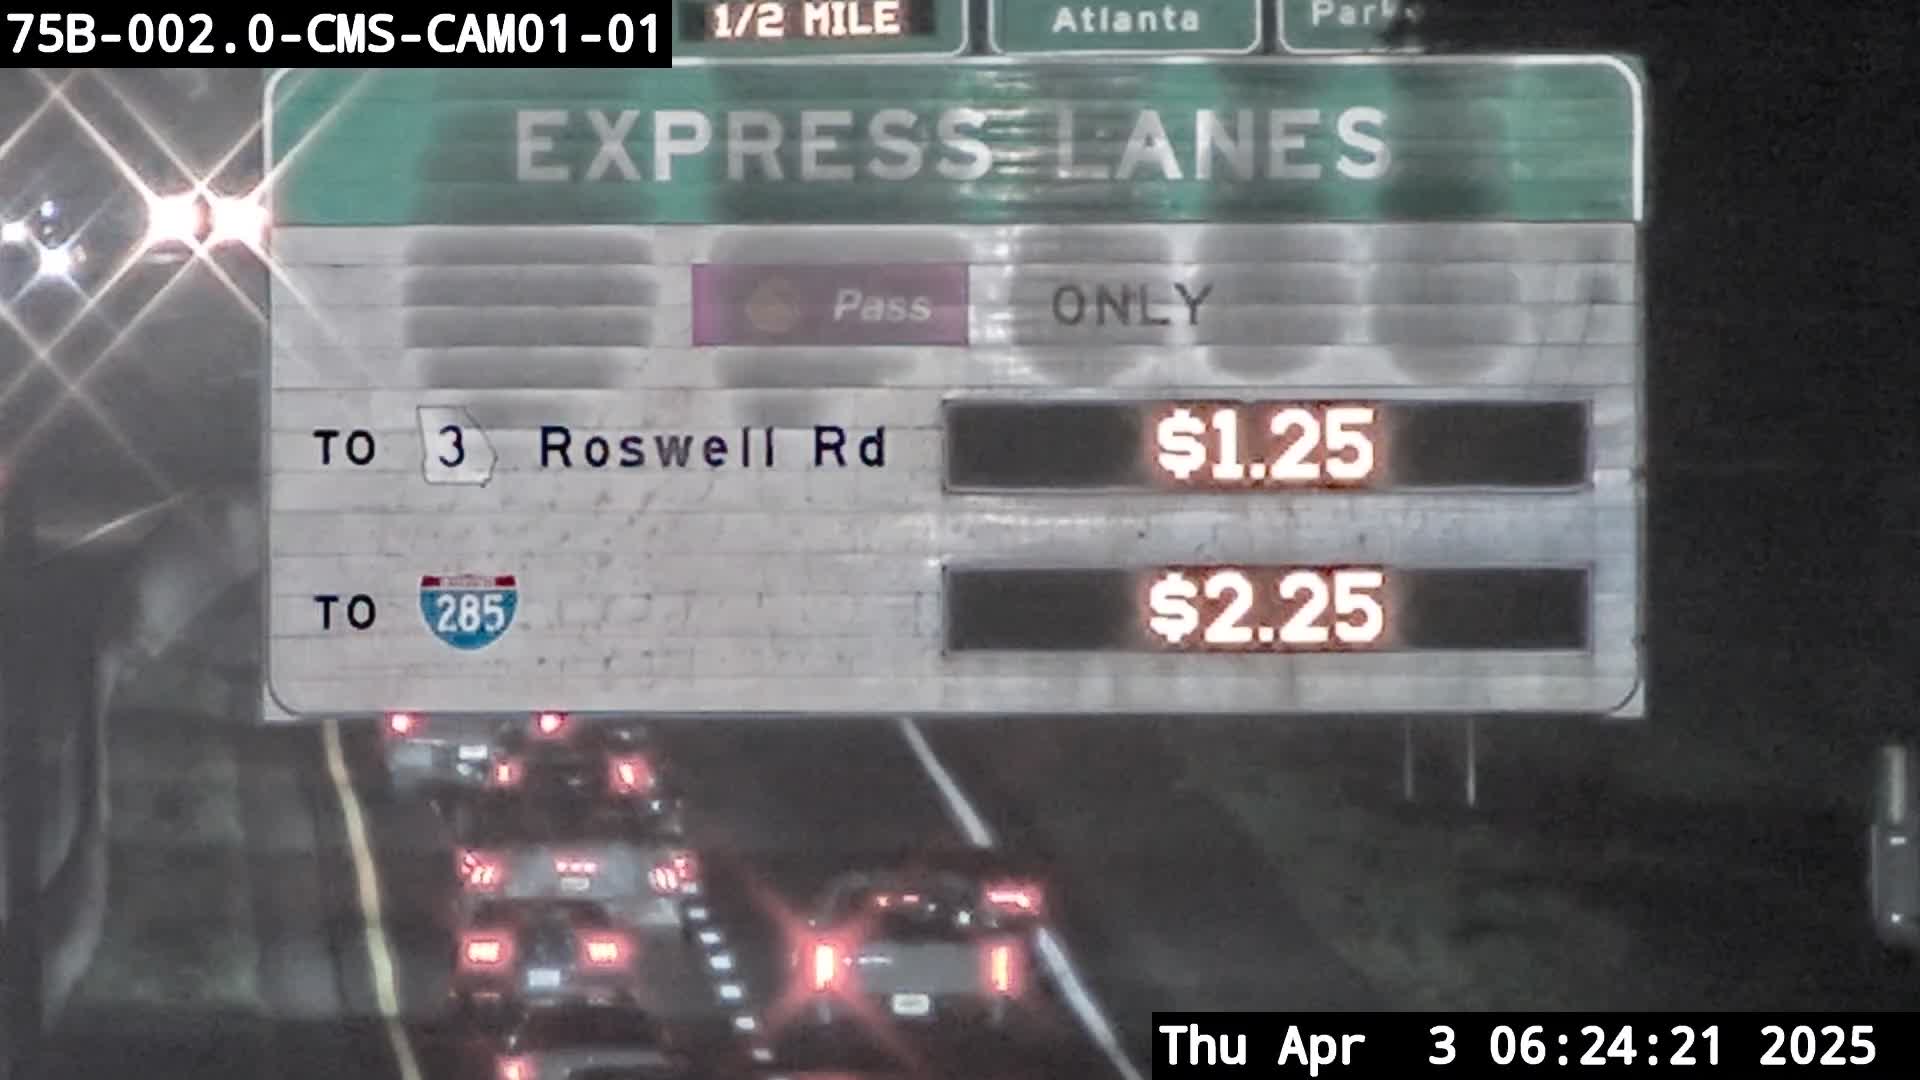 75B-002.0-CMS-CAM01-01
1/2 MILE
Atlanta
EXPRESS LANES
Pass ONLY
TO 3 Roswell Rd $1.25
TO 285 $2.25
Thu Apr 3 06:24:21 2025